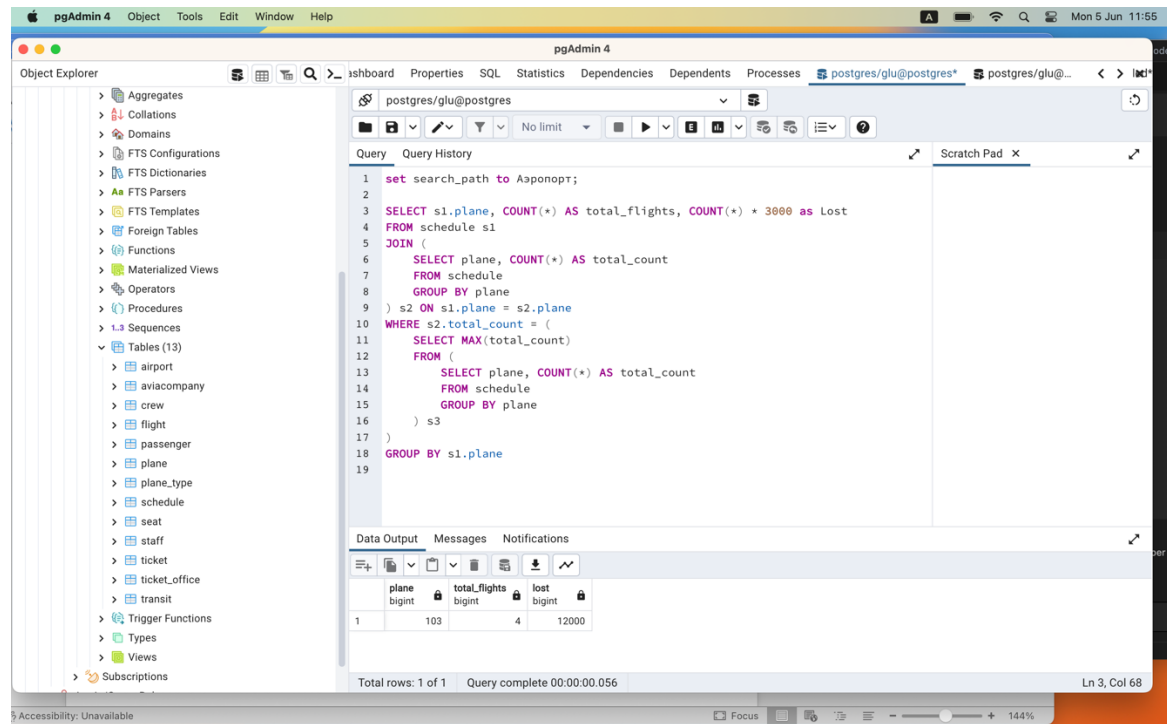 pgAdmin 4 Object Tools Edit Window Help
A Mon 5 Jun 11:55
pgAdmin 4
Object Explorer
Properties SQL Statistics Dependencies Dependents Processes postgres/glu@postgres* postgres/glu@...
Aggregates
Collations
Domains
FTS Configurations
FTS Dictionaries
Aa FTS Parsers
FTS Templates
Foreign Tables
Functions
Materialized Views
Operators
Procedures
1..3 Sequences
Tables (13)
airport
aviacompany
crew
flight
passenger
plane
plane_type
schedule
seat
staff
ticket
ticket_office
transit
Trigger Functions
Types
Views
Subscriptions
postgres/glu@postgres
No limit
E
Query Query History
Scratch Pad
1 set search_path to Аэропорт;
2
3 SELECT s1.plane, COUNT(*) AS total_flights, COUNT(*) * 3000 as Lost
4 FROM schedule s1
5 JOIN (
6 SELECT plane, COUNT(*) AS total_count
7 FROM schedule
8 GROUP BY plane
9 ) s2 ON s1.plane = s2.plane
10 WHERE s2.total_count = (
11 SELECT MAX(total_count)
12 FROM (
13 SELECT plane, COUNT(*) AS total_count
14 FROM schedule
15 GROUP BY plane
16 ) s3
17 )
18 GROUP BY s1.plane
19
Data Output Messages Notifications
plane total_flights lost
bigint bigint bigint
1 103 4 12000
Total rows: 1 of 1 Query complete 00:00:00.056 Ln 3, Col 68
Accessibility: Unavailable
Focus 144%